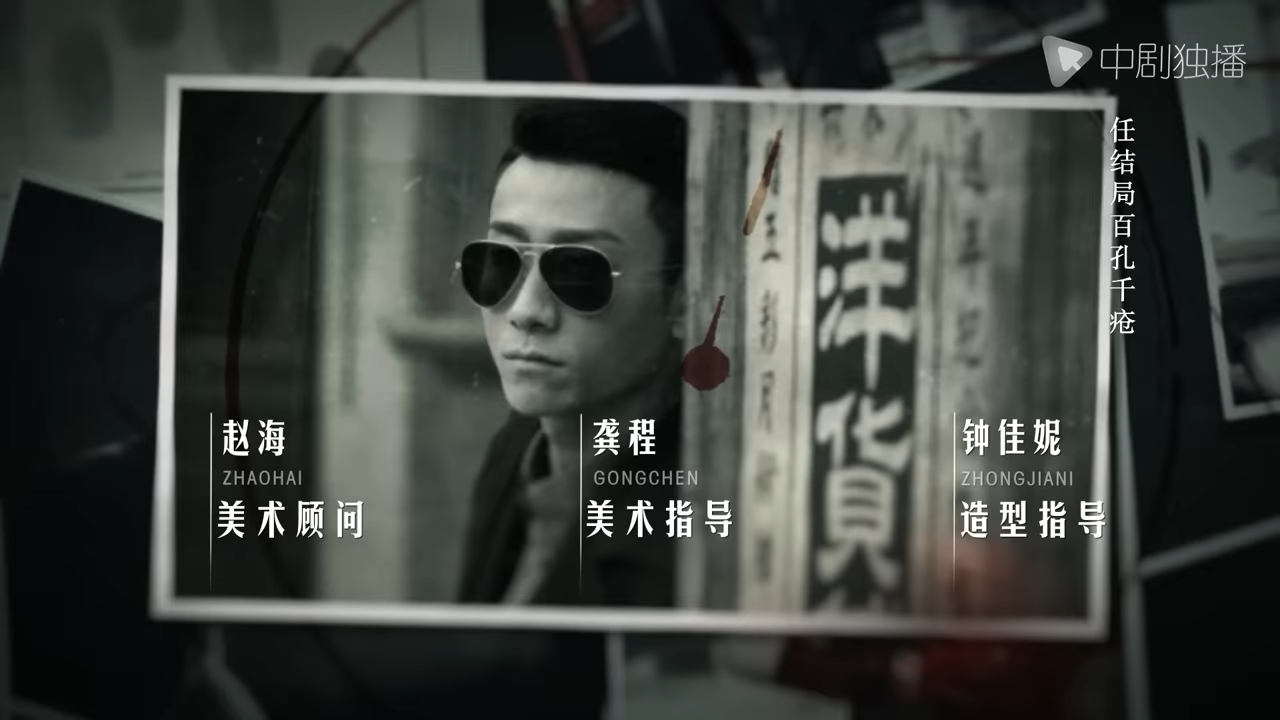 中剧独播
任结局百孔千疮
洋货
赵海
ZHAOHAI
美术顾问
龚程
GONGCHEN
美术指导
钟佳妮
ZHONGJIANI
造型指导